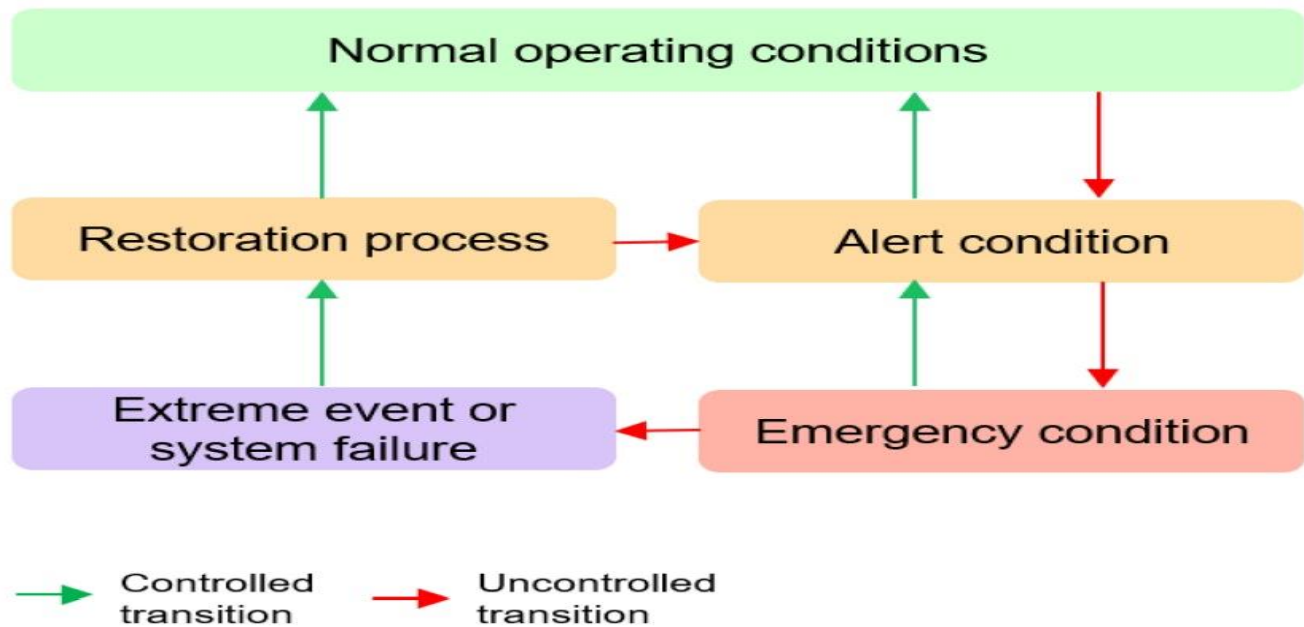 Normal operating conditions
Restoration process
Alert condition
Extreme event or
system failure
Emergency condition
Controlled
transition
Uncontrolled
transition